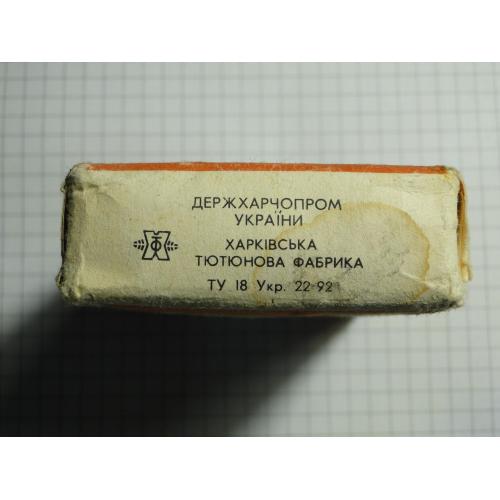 ДЕРЖХАРЧОПРОМ
УКРАЇНИ
ХАРКІВСЬКА
ТЮТЮНОВА ФАБРИКА
ТУ 18 Укр. 22-92